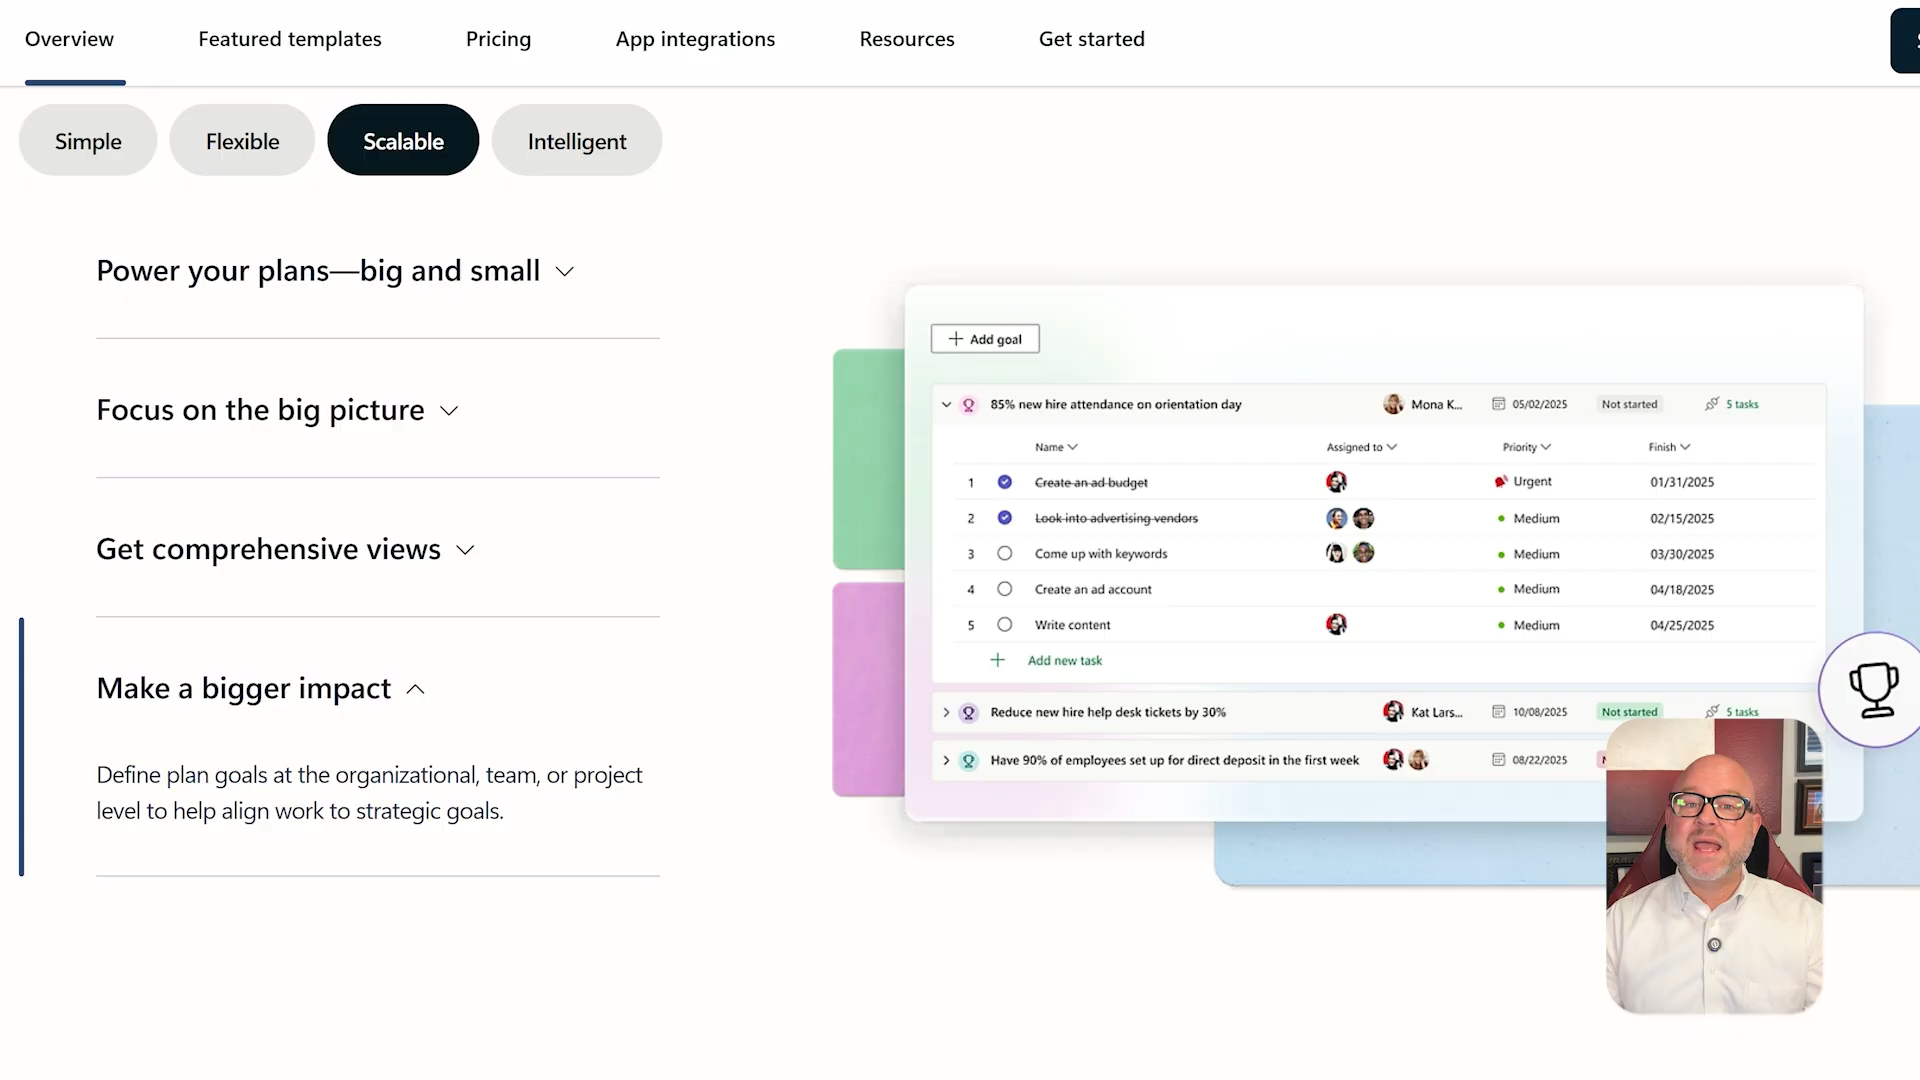 Overview Featured templates Pricing App integrations Resources Get started
Simple Flexible Scalable Intelligent
Power your plans—big and small
Focus on the big picture
Get comprehensive views
Make a bigger impact
Define plan goals at the organizational, team, or project
level to help align work to strategic goals.
Add goal
85% new hire attendance on orientation day Mona K... 05/02/2025 Not started 5 tasks
Name Assigned to Priority Finish
1 Create an ad budget Urgent 01/31/2025
2 Look into advertising vendors Medium 02/15/2025
3 Come up with keywords Medium 03/30/2025
4 Create an ad account Medium 04/18/2025
5 Write content Medium 04/25/2025
Add new task
Reduce new hire help desk tickets by 30% Kat Lars... 10/08/2025 Not started 5 tasks
Have 90% of employees set up for direct deposit in the first week 08/22/2025